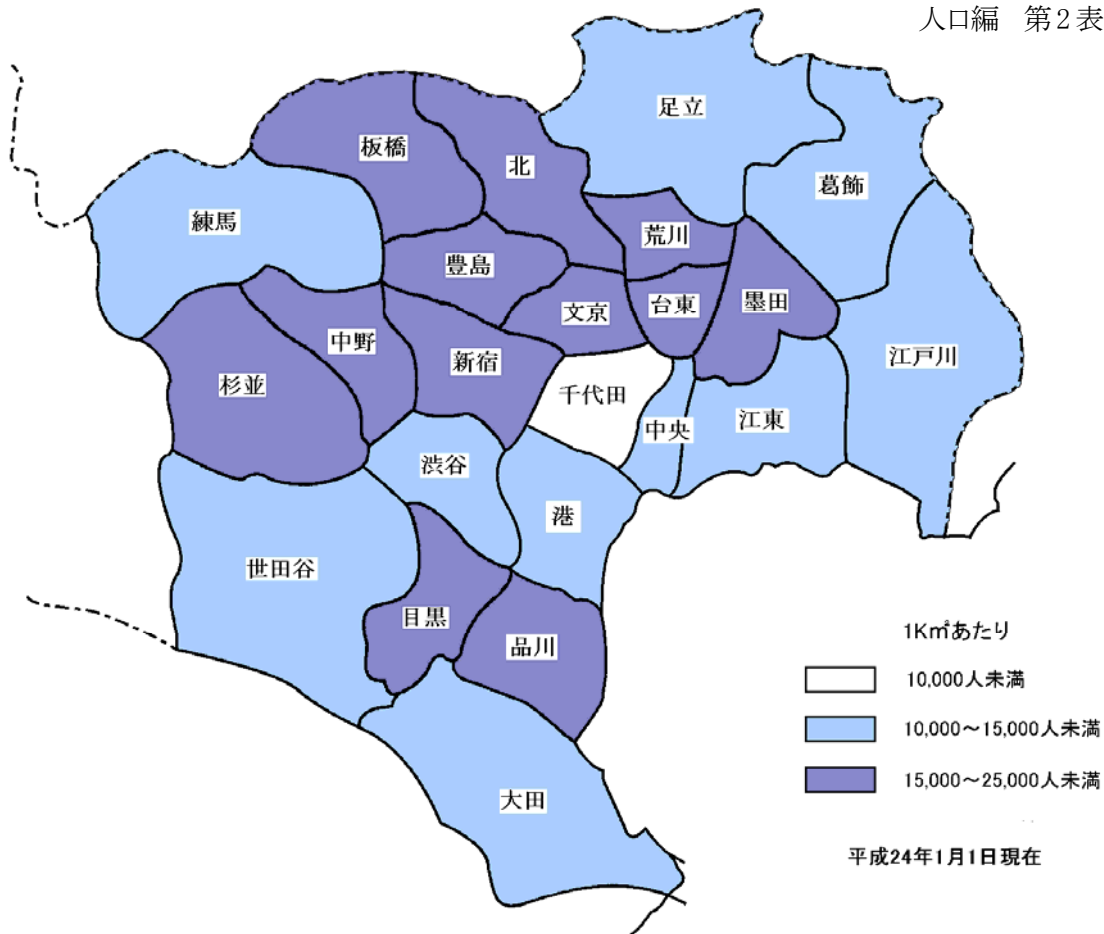 人口編 第2表
足立
板橋
北
葛飾
練馬
荒川
豊島
台東
墨田
文京
中野
江戸川
新宿
杉並
千代田
江東
中央
渋谷
港
世田谷
目黒
品川
大田
1K㎡あたり
10,000人未満
10,000～15,000人未満
15,000～25,000人未満
平成24年1月1日現在